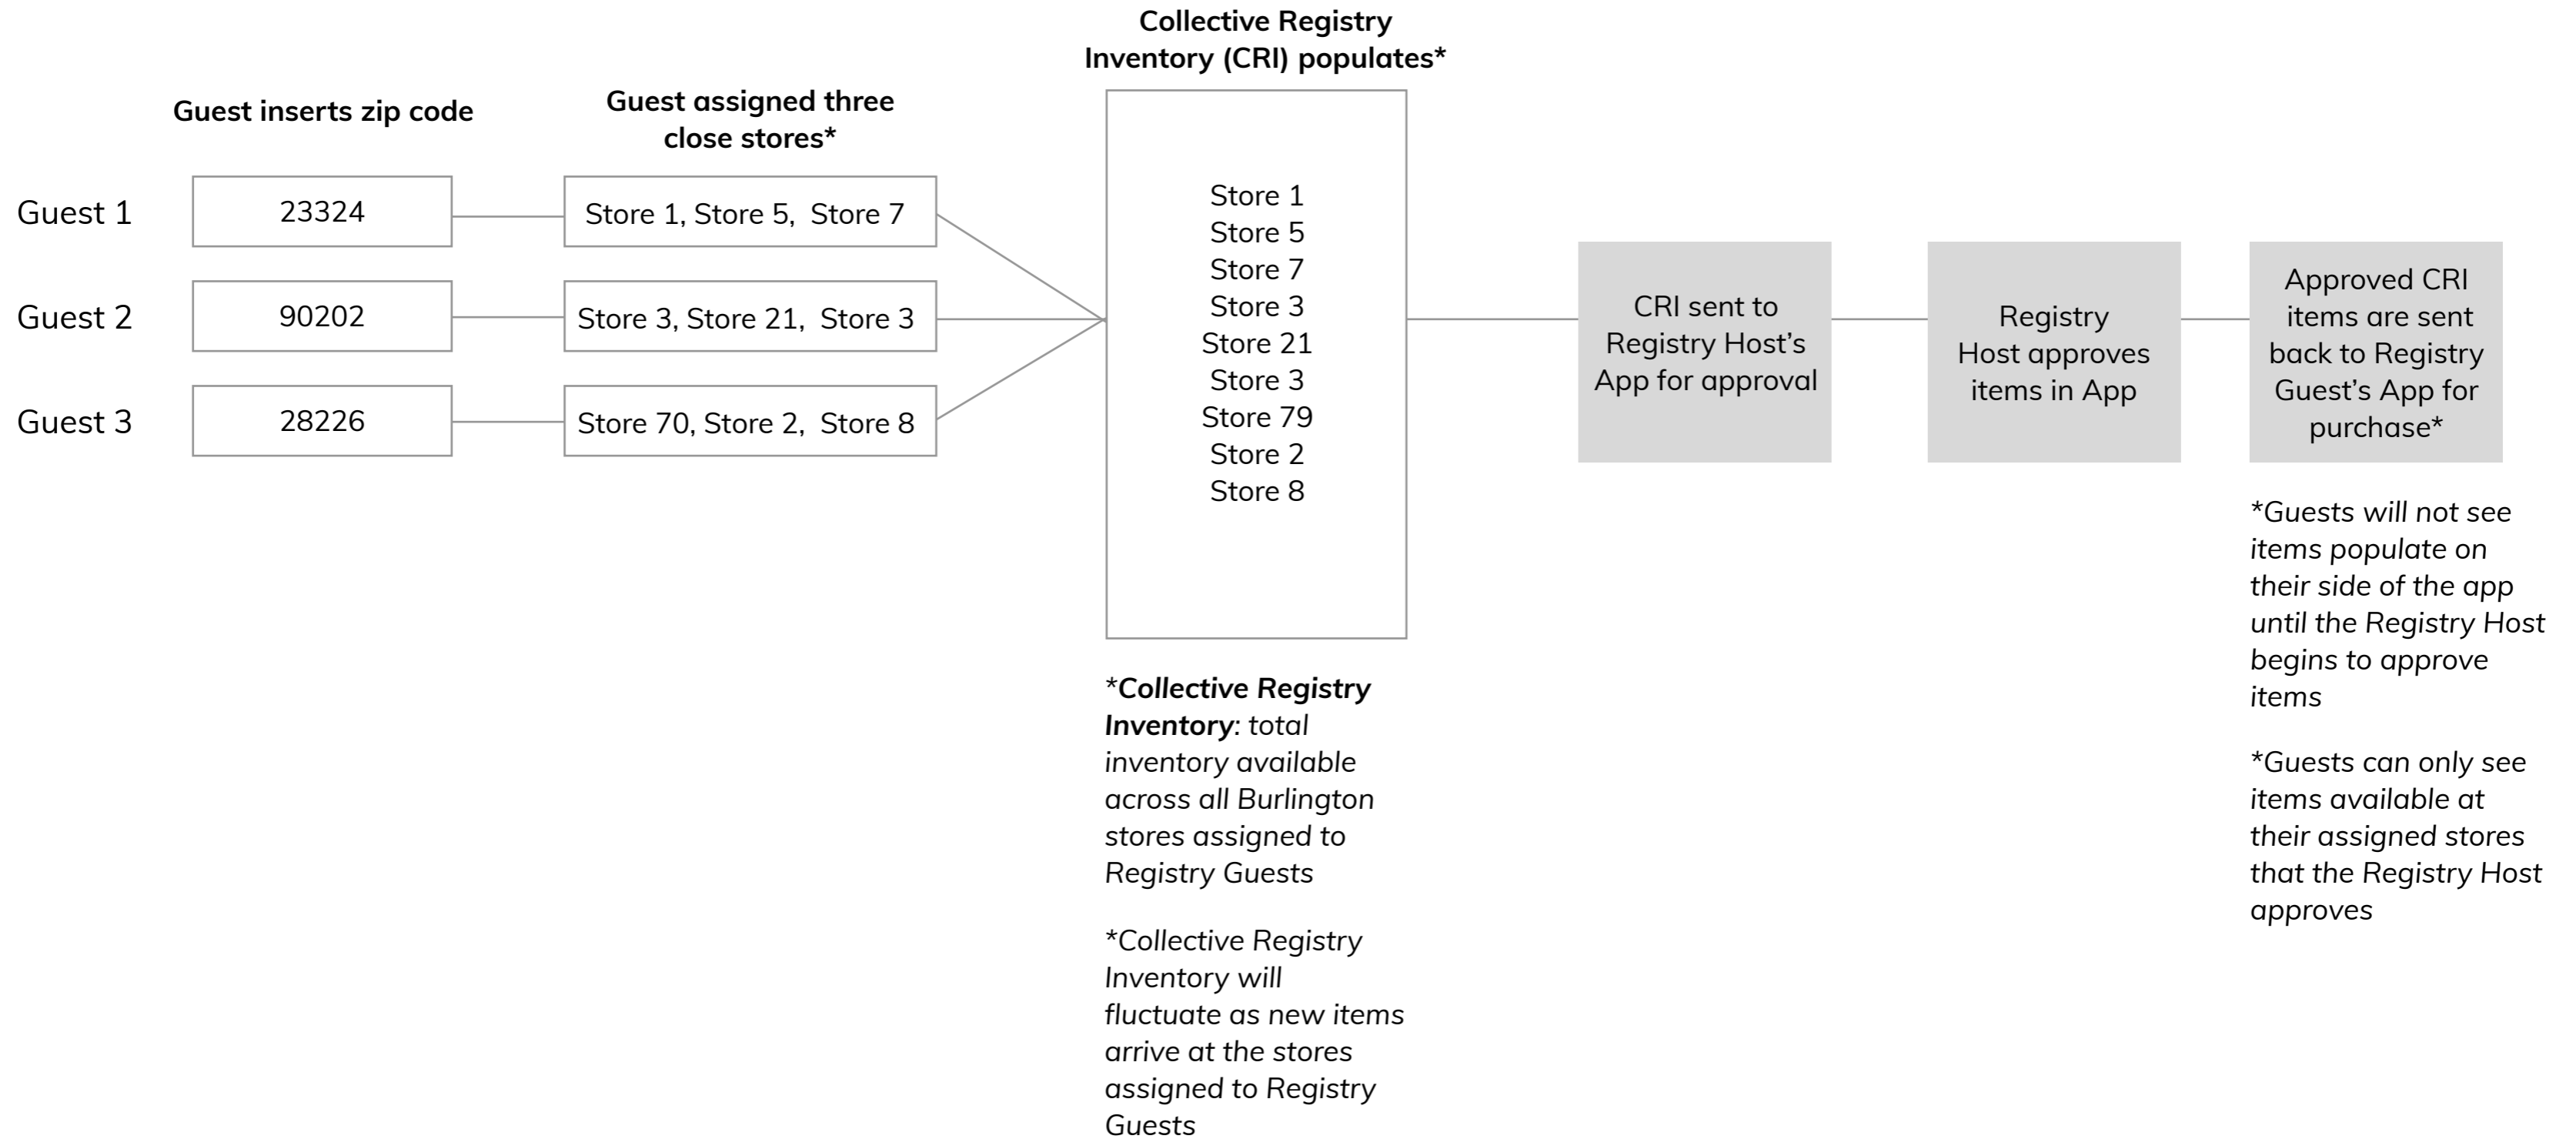 Collective Registry
Inventory (CRI) populates*
Guest inserts zip code
Guest assigned three
close stores*
Guest 1
23324
Store 1, Store 5,  Store 7
Guest 2
90202
Store 3, Store 21,  Store 3
Guest 3
28226
Store 70, Store 2,  Store 8
Store 1
Store 5
Store 7
Store 3
Store 21
Store 3
Store 79
Store 2
Store 8
*Collective Registry
Inventory: total
inventory available
across all Burlington
stores assigned to
Registry Guests
*Collective Registry
Inventory will
fluctuate as new items
arrive at the stores
assigned to Registry
Guests
CRI sent to
Registry Host’s
App for approval
Registry
Host approves
items in App
Approved CRI
items are sent
back to Registry
Guest’s App for
purchase*
*Guests will not see
items populate on
their side of the app
until the Registry Host
begins to approve
items
*Guests can only see
items available at
their assigned stores
that the Registry Host
approves